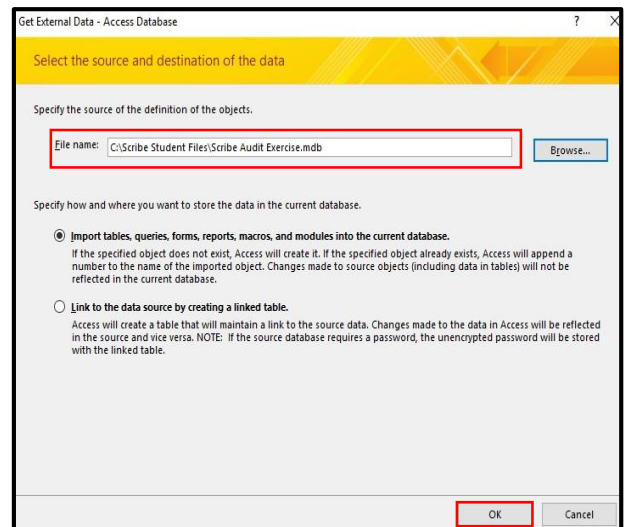 Get External Data - Access Database ? X
Select the source and destination of the data
Specify the source of the definition of the objects.
File name: C:\Scribe Student Files\Scribe Audit Exercise.mdb Browse...
Specify how and where you want to store the data in the current database.
Import tables, queries, forms, reports, macros, and modules into the current database.
If the specified object does not exist, Access will create it. If the specified object already exists, Access will append a
number to the name of the imported object. Changes made to source objects (including data in tables) will not be
reflected in the current database.
Link to the data source by creating a linked table.
Access will create a table that will maintain a link to the source data. Changes made to the data in Access will be reflected
in the source and vice versa. NOTE: If the source database requires a password, the unencrypted password will be stored
with the linked table.
OK Cancel